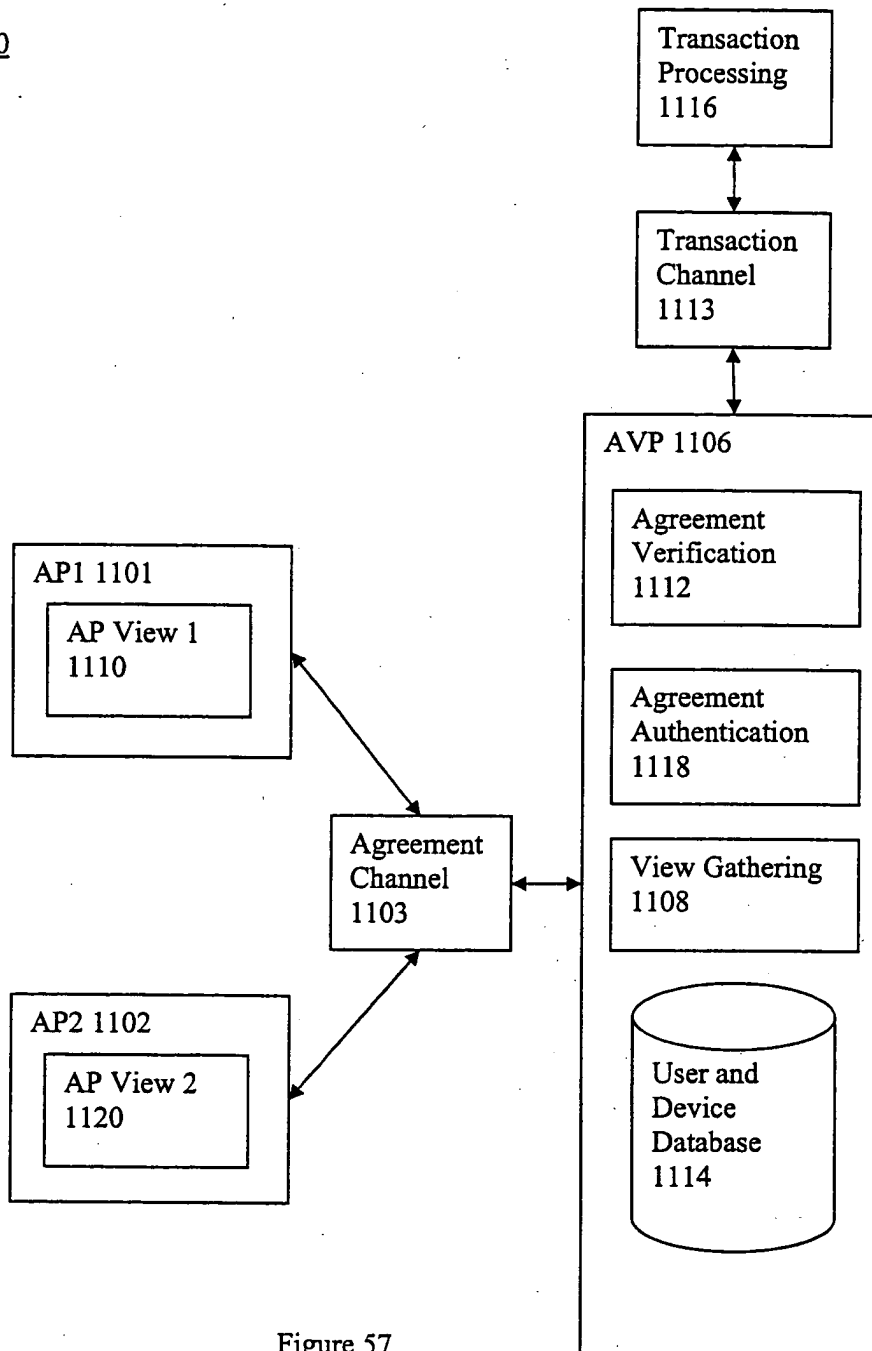 0
Transaction
Processing
1116
Transaction
Channel
1113
AVP 1106
Agreement
Verification
1112
AP1 1101
AP View 1
1110
Agreement
Authentication
1118
Agreement
Channel
1103
View Gathering
1108
AP2 1102
AP View 2
1120
User and
Device
Database
1114
Figure 57